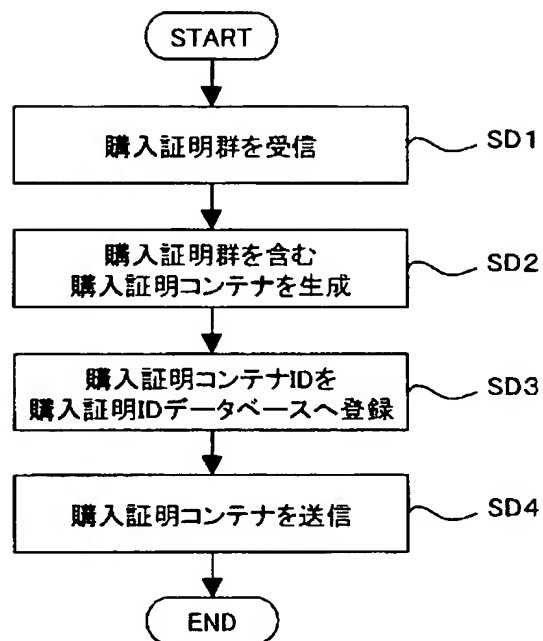 START
購入証明群を受信
SD1
購入証明群を含む
購入証明コンテナを生成
SD2
購入証明コンテナIDを
購入証明IDデータベースへ登録
SD3
購入証明コンテナを送信
SD4
END